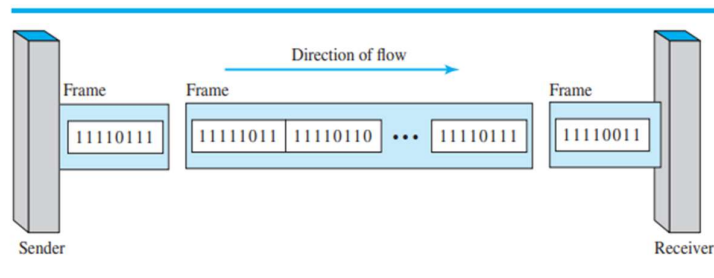 Direction of flow
Frame Frame Frame
11110111 11111011 11110110 ••• 11110111 11110011
Sender Receiver